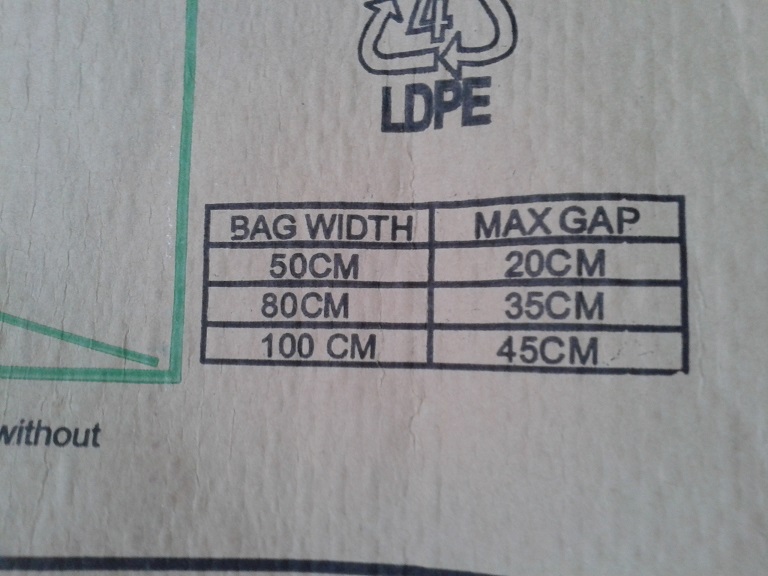 4
LDPE
BAG WIDTH MAX GAP
50CM 20CM
80CM 35CM
100 CM 45CM
without